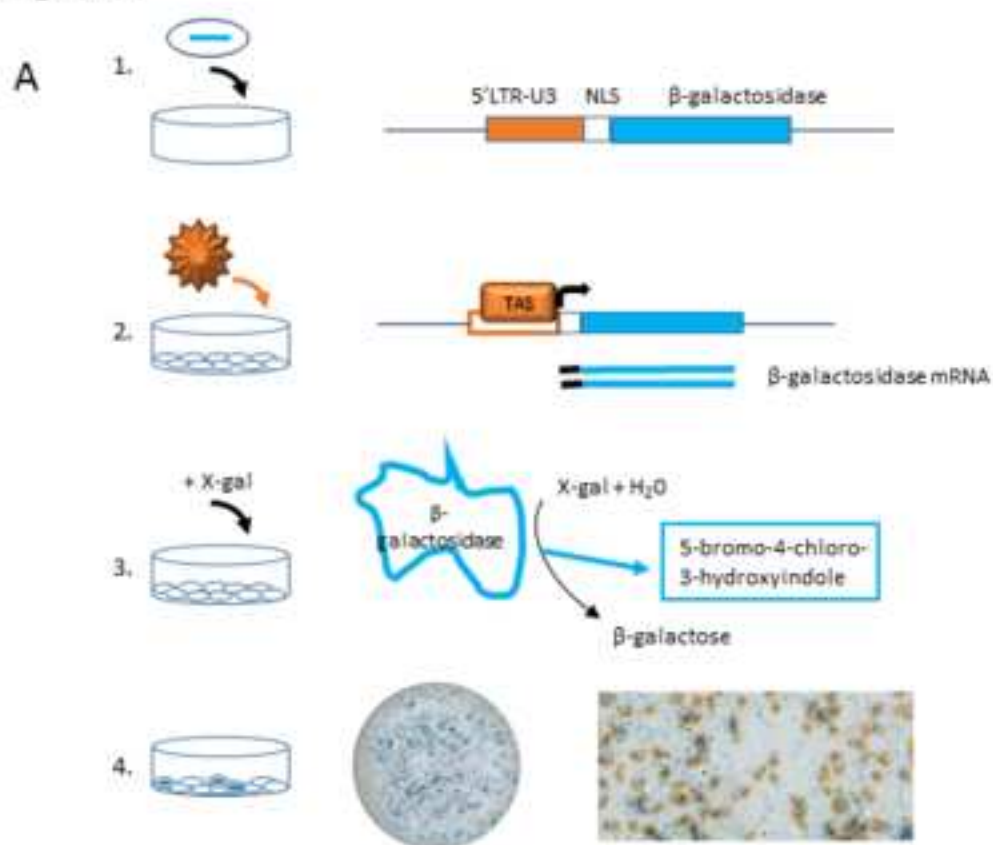 A
1.
5'LTR-U3 NLS β-galactosidase
2.
TAS
β-galactosidase mRNA
+ X-gal
3.
β-
galactosidase
X-gal + H₂O
5-bromo-4-chloro-
3-hydroxyindole
β-galactose
4.